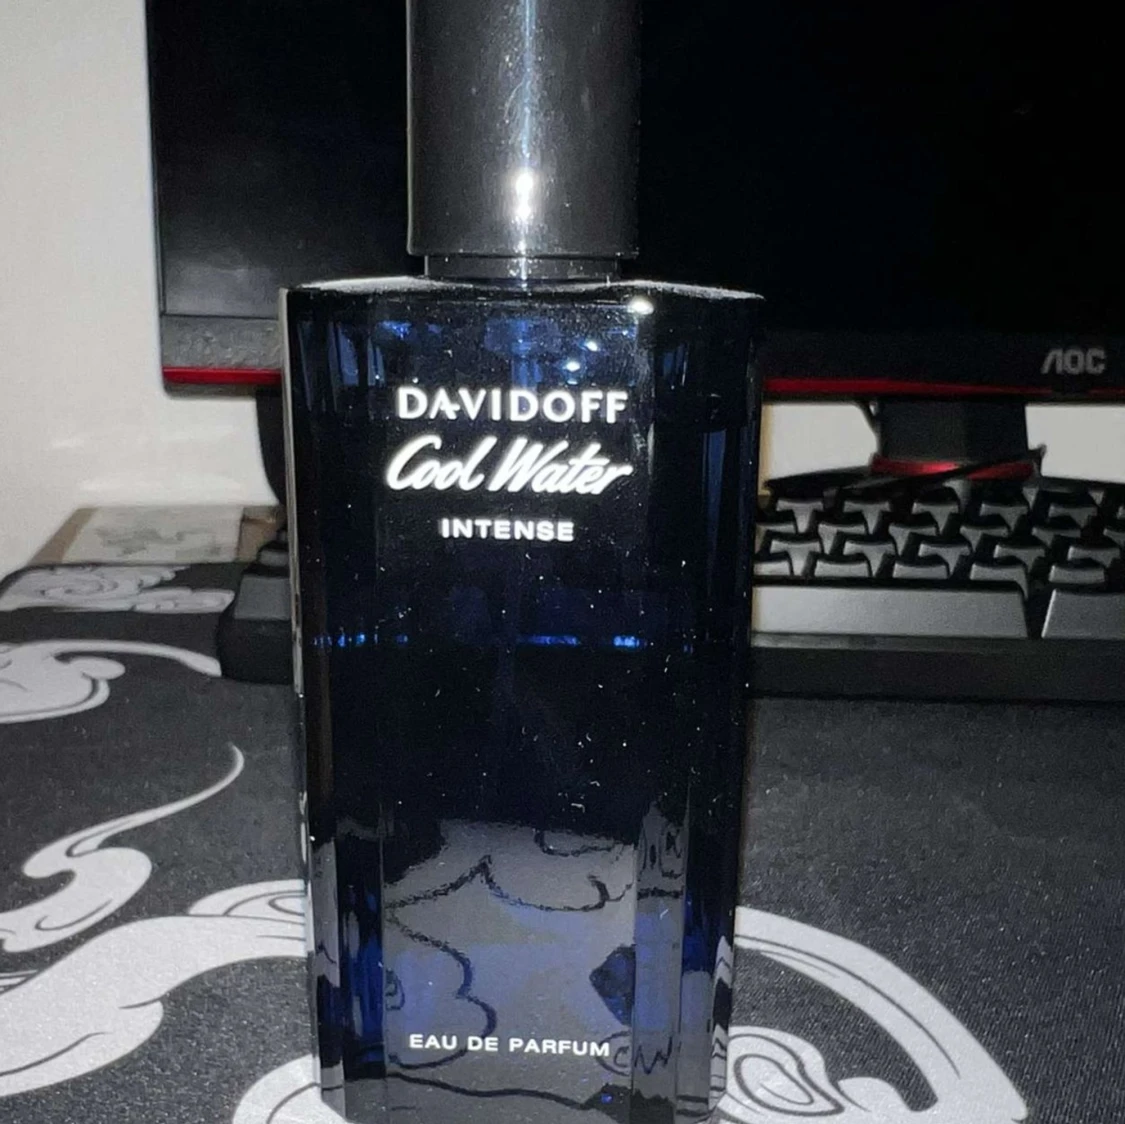 DAVIDOFF
Cool Water
INTENSE
AOC
EAU DE PARFUM